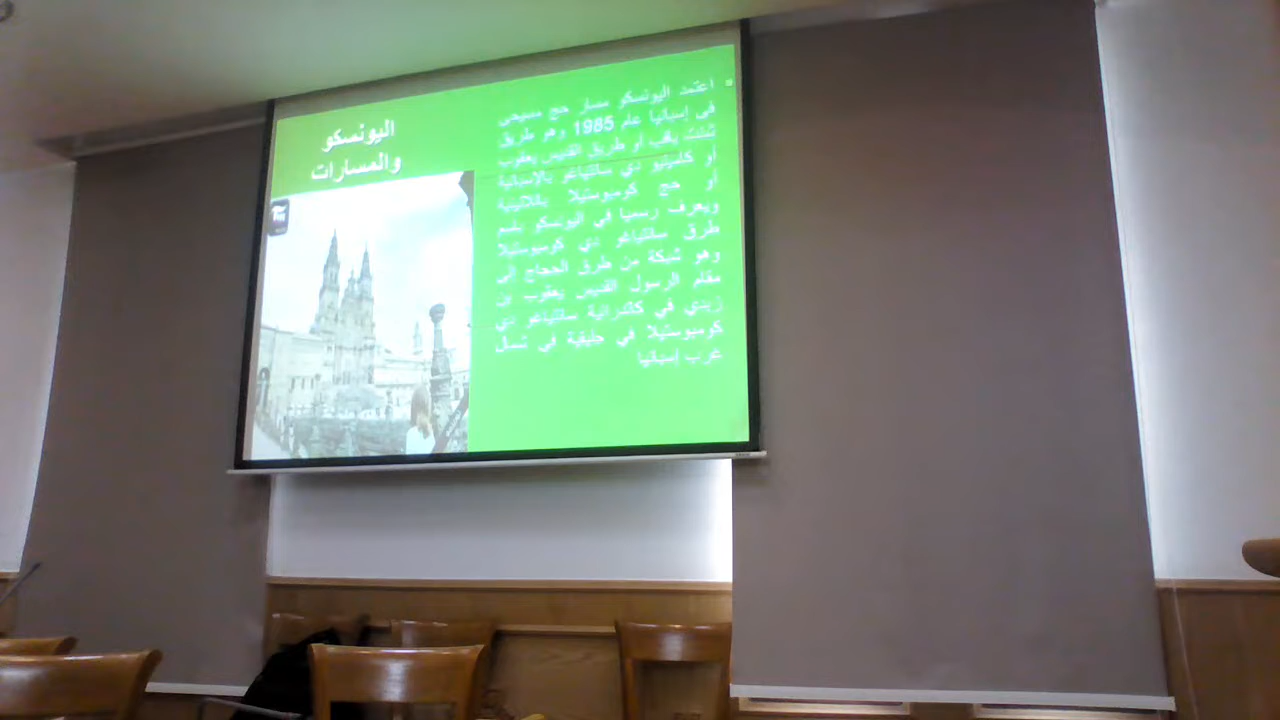 اليونسكو
والمسارات
اعتمد اليونسكو مسار حج مسيحي
في إسبانيا عام 1985 وهو طريق
أو طريق القديس يعقوب
أو كامينو دي سانتياغو بالإسبانية
أو حج كومبوستيلا
ويعرف رسميا في اليونسكو باسم
طرق سانتياغو دي كومبوستيلا
وهو شبكة من طرق الحجاج إلى
مقام الرسول القديس يعقوب بن
زبدي في كاتدرائية سانتياغو دي
كومبوستيلا في جليقية في شمال
غرب إسبانيا